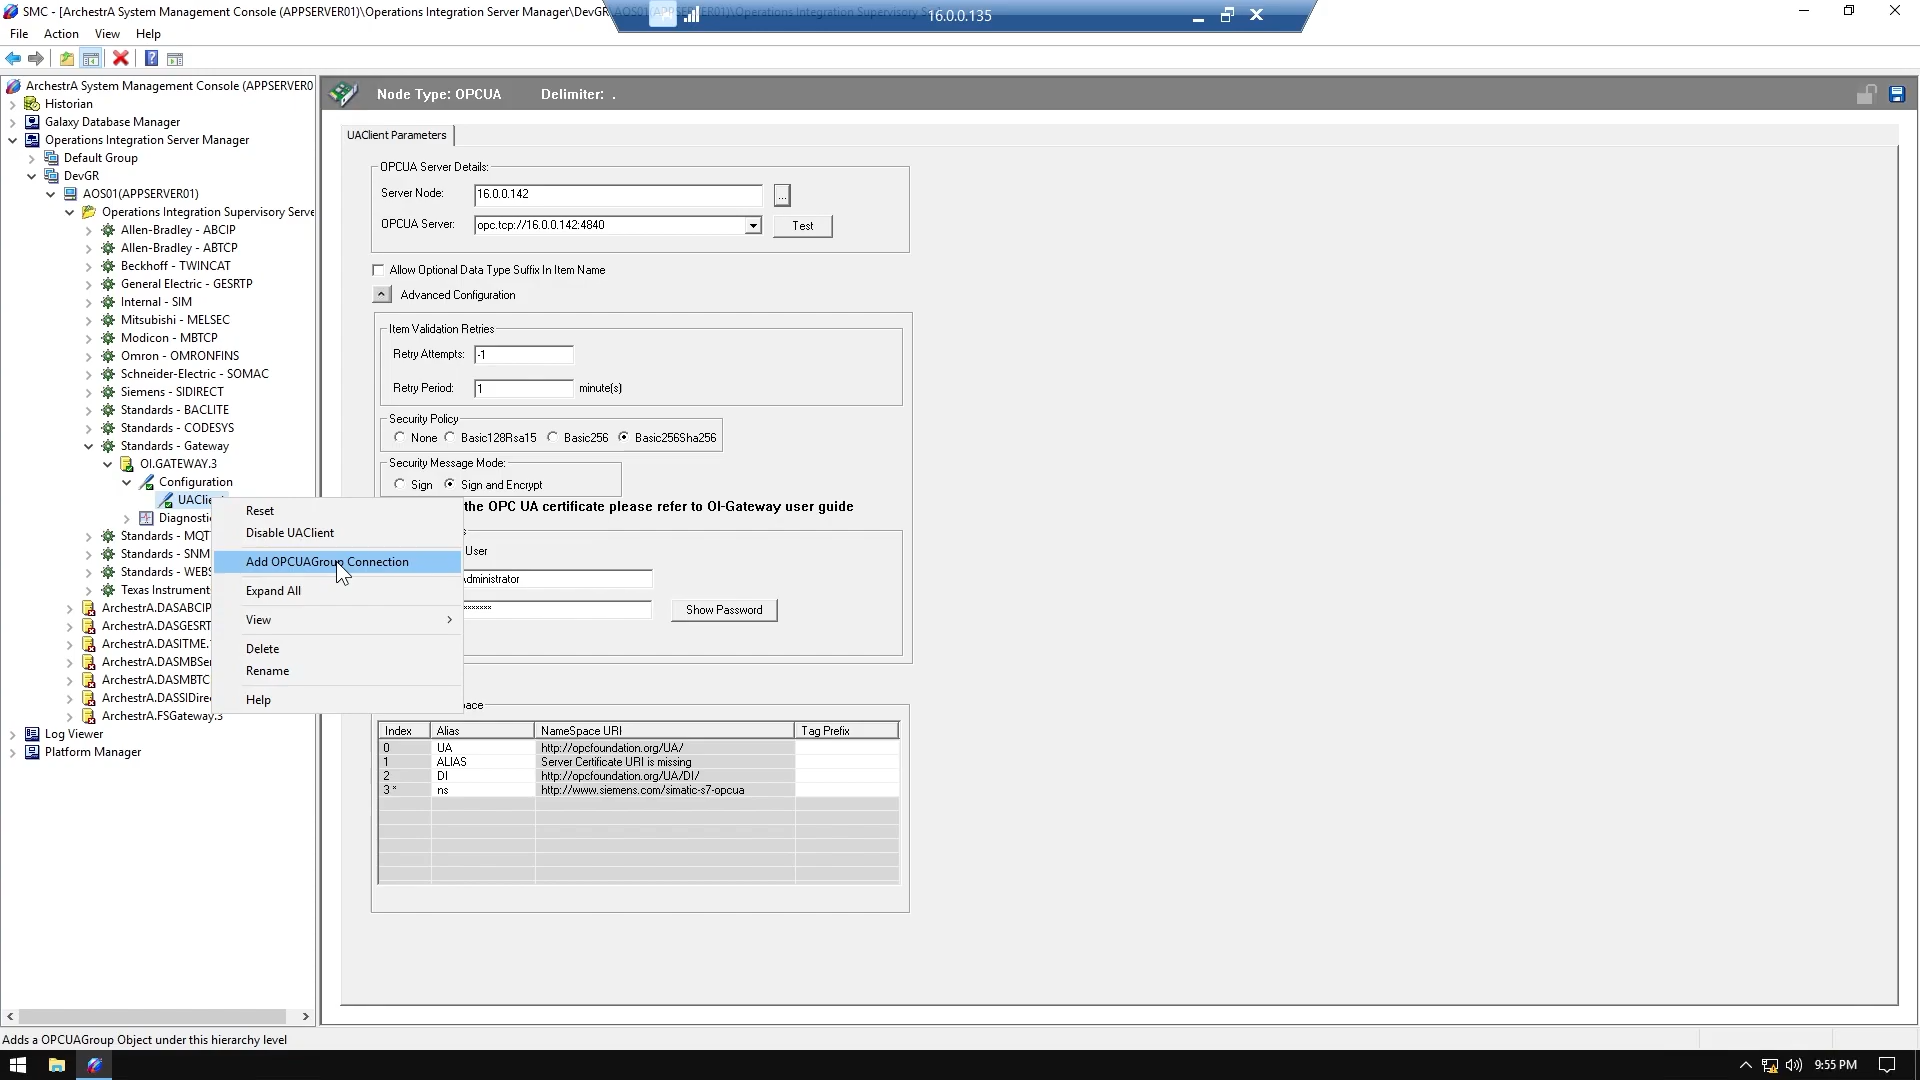 SMC - [ArchestrA System Management Console (APPSERVER01)\Operations Integration Server Manager\DevGR\AOS01(APPSERVER01)\Operations Integration Supervisory S
16.0.0.135
File Action View Help
ArchestrA System Management Console (APPSERVER0
Historian
Galaxy Database Manager
Operations Integration Server Manager
Default Group
DevGR
AOS01(APPSERVER01)
Operations Integration Supervisory Serve
Allen-Bradley - ABCIP
Allen-Bradley - ABTCP
Beckhoff - TWINCAT
General Electric - GESRTP
Internal - SIM
Mitsubishi - MELSEC
Modicon - MBTCP
Omron - OMRONFINS
Schneider-Electric - SOMAC
Siemens - SIDIRECT
Standards - BACLITE
Standards - CODESYS
Standards - Gateway
OI.GATEWAY.3
Configuration
UAClient
Diagnostic
Standards - MQT
Standards - SNM
Standards - WEBS
Texas Instrument
ArchestrA.DASABCIP
ArchestrA.DASGESRT
ArchestrA.DASITME.
ArchestrA.DASMBSer
ArchestrA.DASMBTC
ArchestrA.DASSIDire
ArchestrA.FSGateway.3
Log Viewer
Platform Manager
Reset
Disable UAClient
Add OPCUAGroup Connection
Expand All
View
Delete
Rename
Help
Node Type: OPCUA Delimiter: .
UAClient Parameters
OPCUA Server Details:
Server Node: 16.0.0.142 ...
OPCUA Server: opc.tcp://16.0.0.142:4840 Test
Allow Optional Data Type Suffix In Item Name
Advanced Configuration
Item Validation Retries
Retry Attempts: -1
Retry Period: 1 minute(s)
Security Policy
None Basic128Rsa15 Basic256 Basic256Sha256
Security Message Mode:
Sign Sign and Encrypt
the OPC UA certificate please refer to OI-Gateway user guide
s
User
Administrator
******** Show Password
pace
Index Alias NameSpace URI Tag Prefix
0 UA http://opcfoundation.org/UA/
1 ALIAS Server Certificate URI is missing
2 DI http://opcfoundation.org/UA/DI/
3 * ns http://www.siemens.com/simatic-s7-opcua
Adds a OPCUAGroup Object under this hierarchy level
9:55 PM